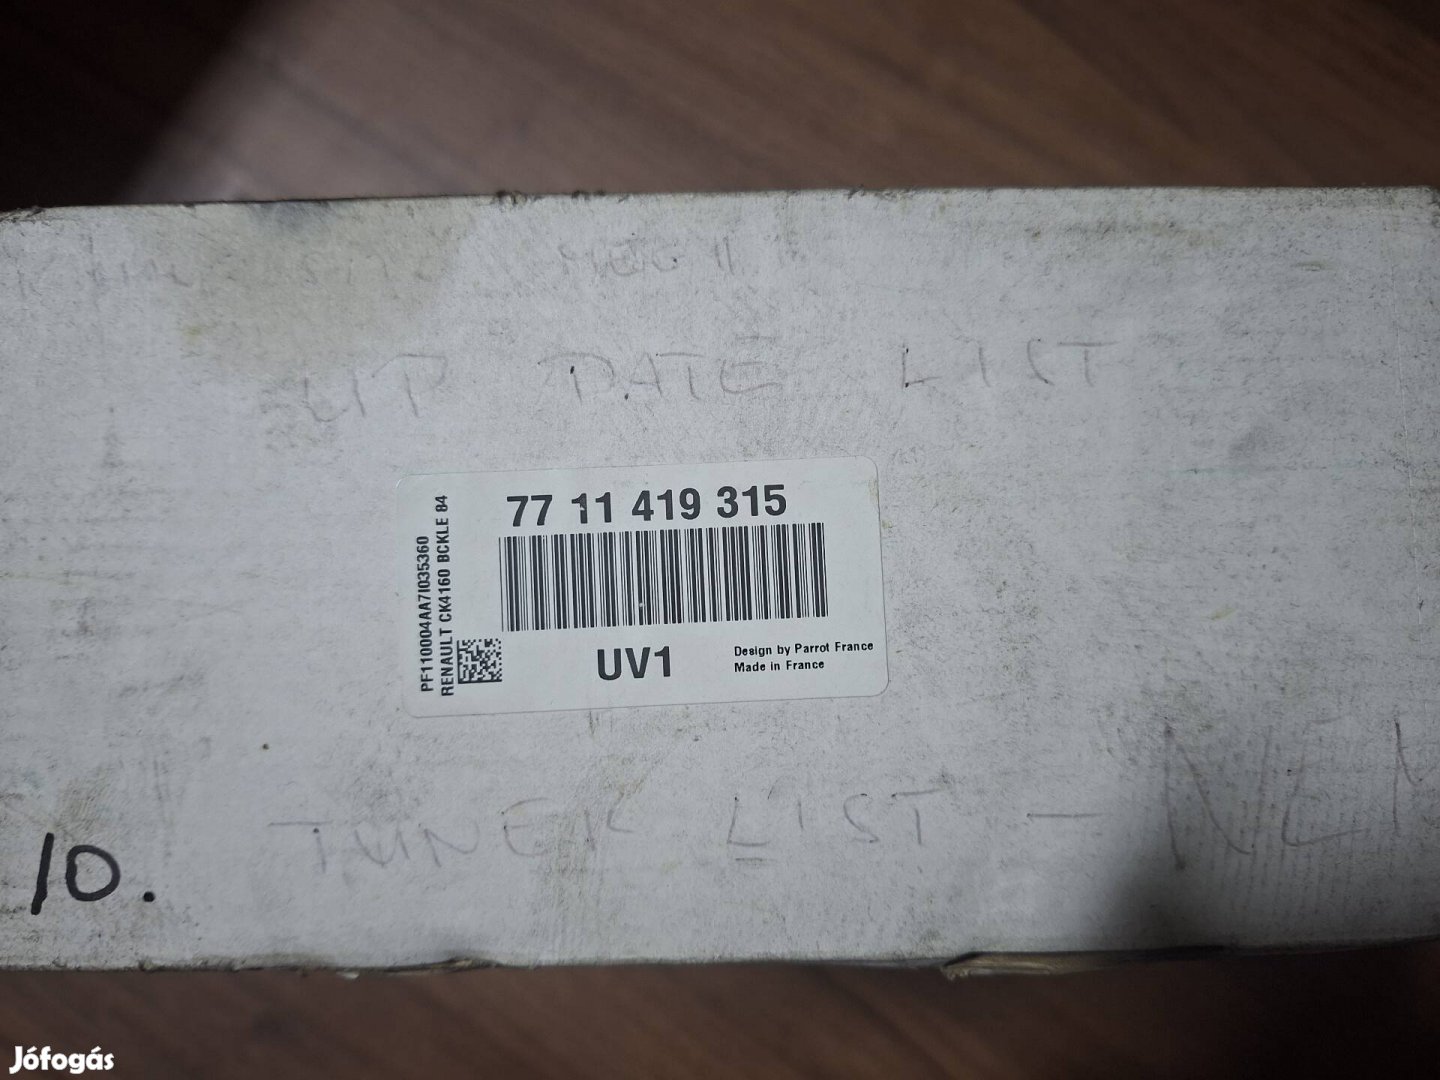 UP DATE LIST
77 11 419 315
PF110004AA7I035360
RENAULT CK4160 BCKLE 84
UV1
Design by Parrot France
Made in France
TUNER LIST - NEM
10.
Jófogás